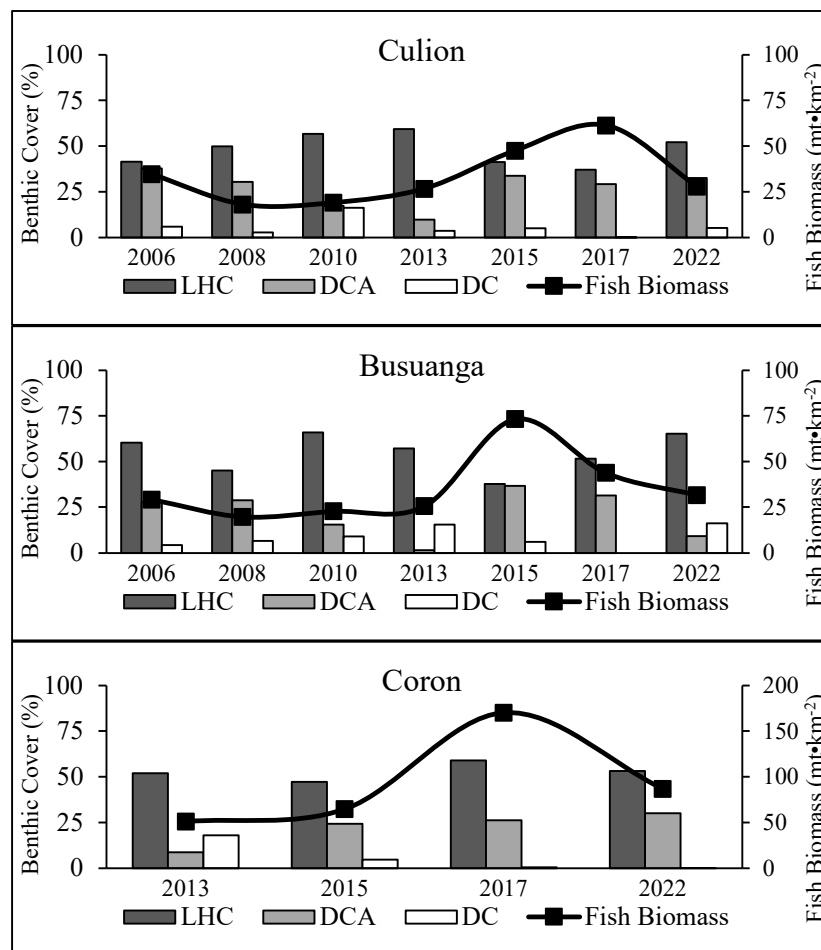 Culion
Benthic Cover (%)
100
75
50
25
0
100
75
50
25
0
Fish Biomass (mt•km-2)
2006 2008 2010 2013 2015 2017 2022
LHC DCA DC Fish Biomass
Busuanga
Benthic Cover (%)
100
75
50
25
0
100
75
50
25
0
Fish Biomass (mt•km-2)
2006 2008 2010 2013 2015 2017 2022
LHC DCA DC Fish Biomass
Coron
Benthic Cover (%)
100
75
50
25
0
200
150
100
50
0
Fish Biomass (mt•km-2)
2013 2015 2017 2022
LHC DCA DC Fish Biomass